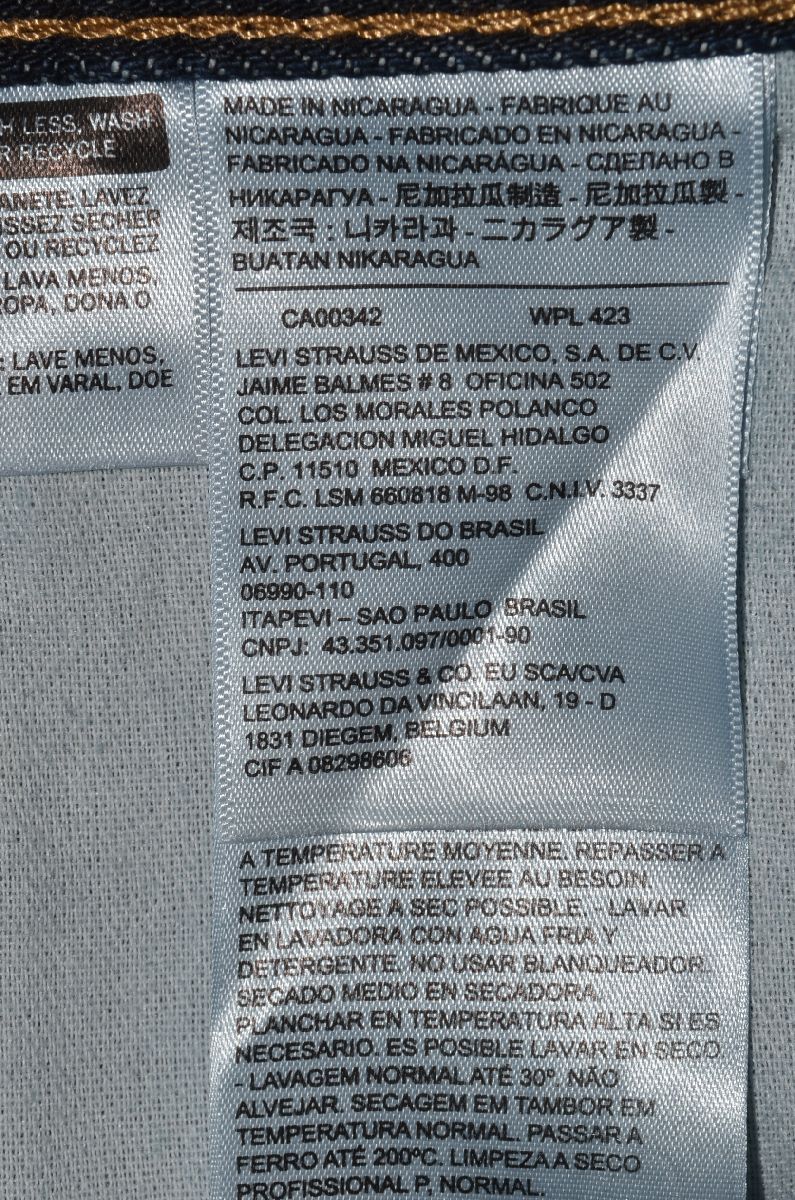 LESS, WASH
RECYCLE
LAVEZ
SECHER
OU RECYCLEZ
LAVA MENOS,
DONA O
: LAVE MENOS,
EM VARAL, DOE
MADE IN NICARAGUA - FABRIQUE AU
NICARAGUA - FABRICADO EN NICARAGUA -
FABRICADO NA NICARÁGUA - СДЕЛАНО В
НИКАРАГУА - 尼加拉瓜制造 - 尼加拉瓜製 -
제조국 : 니카라과 - ニカラグア製 -
BUATAN NIKARAGUA
CA00342 WPL 423
LEVI STRAUSS DE MEXICO, S.A. DE C.V.
JAIME BALMES # 8 OFICINA 502
COL. LOS MORALES POLANCO
DELEGACION MIGUEL HIDALGO
C.P. 11510 MEXICO D.F.
R.F.C. LSM 660818 M-98 C.N.I.V. 3337
LEVI STRAUSS DO BRASIL
AV. PORTUGAL, 400
06990-110
ITAPEVI – SAO PAULO BRASIL
CNPJ: 43.351.097/0001-90
LEVI STRAUSS & CO. EU SCA/CVA
LEONARDO DA VINCILAAN, 19 - D
1831 DIEGEM, BELGIUM
CIF A 08298606
A TEMPERATURE MOYENNE. REPASSER A
TEMPERATURE ELEVEE AU BESOIN.
NETTOYAGE A SEC POSSIBLE. - LAVAR
EN LAVADORA CON AGUA FRIA Y
DETERGENTE. NO USAR BLANQUEADOR.
SECADO MEDIO EN SECADORA.
PLANCHAR EN TEMPERATURA ALTA SI ES
NECESARIO. ES POSIBLE LAVAR EN SECO.
- LAVAGEM NORMAL ATÉ 30º. NÃO
ALVEJAR. SECAGEM EM TAMBOR EM
TEMPERATURA NORMAL. PASSAR A
FERRO ATÉ 200ºC. LIMPEZA A SECO
PROFISSIONAL P, NORMAL.